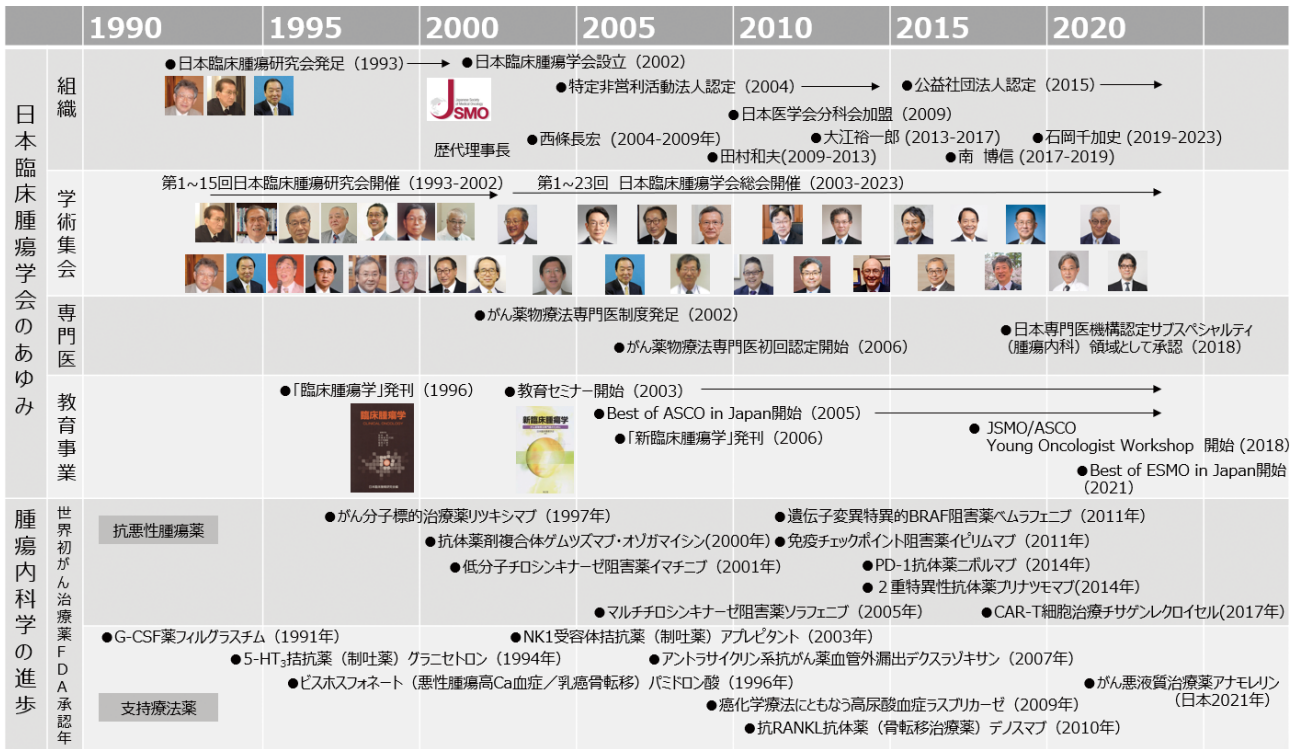 1990 1995 2000 2005 2010 2015 2020
日本臨床腫瘍学会のあゆみ
組織
●日本臨床腫瘍研究会発足（1993）
●日本臨床腫瘍学会設立（2002）
●特定非営利活動法人認定（2004）
●公益社団法人認定（2015）
JSMO
●日本医学会分科会加盟（2009）
歴代理事長
●西條長宏（2004-2009年）
●大江裕一郎 (2013-2017)
●石岡千加史 (2019-2023)
●田村和夫(2009-2013)
●南 博信 (2017-2019)
学術集会
第1~15回日本臨床腫瘍研究会開催（1993-2002）
第1~23回 日本臨床腫瘍学会総会開催（2003-2023）
専門医
●がん薬物療法専門医制度発足（2002）
●がん薬物療法専門医初回認定開始（2006）
●日本専門医機構認定サブスペシャルティ
（腫瘍内科）領域として承認（2018）
教育事業
●「臨床腫瘍学」発刊（1996）
●教育セミナー開始（2003）
●Best of ASCO in Japan開始（2005）
●「新臨床腫瘍学」発刊（2006）
● JSMO/ASCO
Young Oncologist Workshop 開始 (2018)
●Best of ESMO in Japan開始
（2021）
臨床腫瘍学
新臨床腫瘍学
腫瘍内科学の進歩
世界初がん治療薬FDA承認年
抗悪性腫瘍薬
●がん分子標的治療薬リツキシマブ（1997年）
●遺伝子変異特異的BRAF阻害薬ベムラフェニブ（2011年）
●抗体薬剤複合体ゲムツズマブ・オゾガマイシン(2000年)
●免疫チェックポイント阻害薬イピリムマブ（2011年）
●低分子チロシンキナーゼ阻害薬イマチニブ（2001年）
●PD-1抗体薬ニボルマブ（2014年）
●２重特異性抗体薬ブリナツモマブ(2014年）
●マルチチロシンキナーゼ阻害薬ソラフェニブ（2005年）
●CAR-T細胞治療チサゲンレクロイセル(2017年）
●G-CSF薬フィルグラスチム（1991年）
●NK1受容体拮抗薬（制吐薬）アプレピタント（2003年）
●5-HT₃拮抗薬（制吐薬）グラニセトロン（1994年）
●アントラサイクリン系抗がん薬血管外漏出デクスラゾキサン（2007年）
●ビスホスフォネート（悪性腫瘍高Ca血症／乳癌骨転移）パミドロン酸（1996年）
●がん悪液質治療薬アナモレリン
（日本2021年）
支持療法薬
●癌化学療法にともなう高尿酸血症ラスブリカーゼ（2009年）
●抗RANKL抗体薬（骨転移治療薬）デノスマブ（2010年）